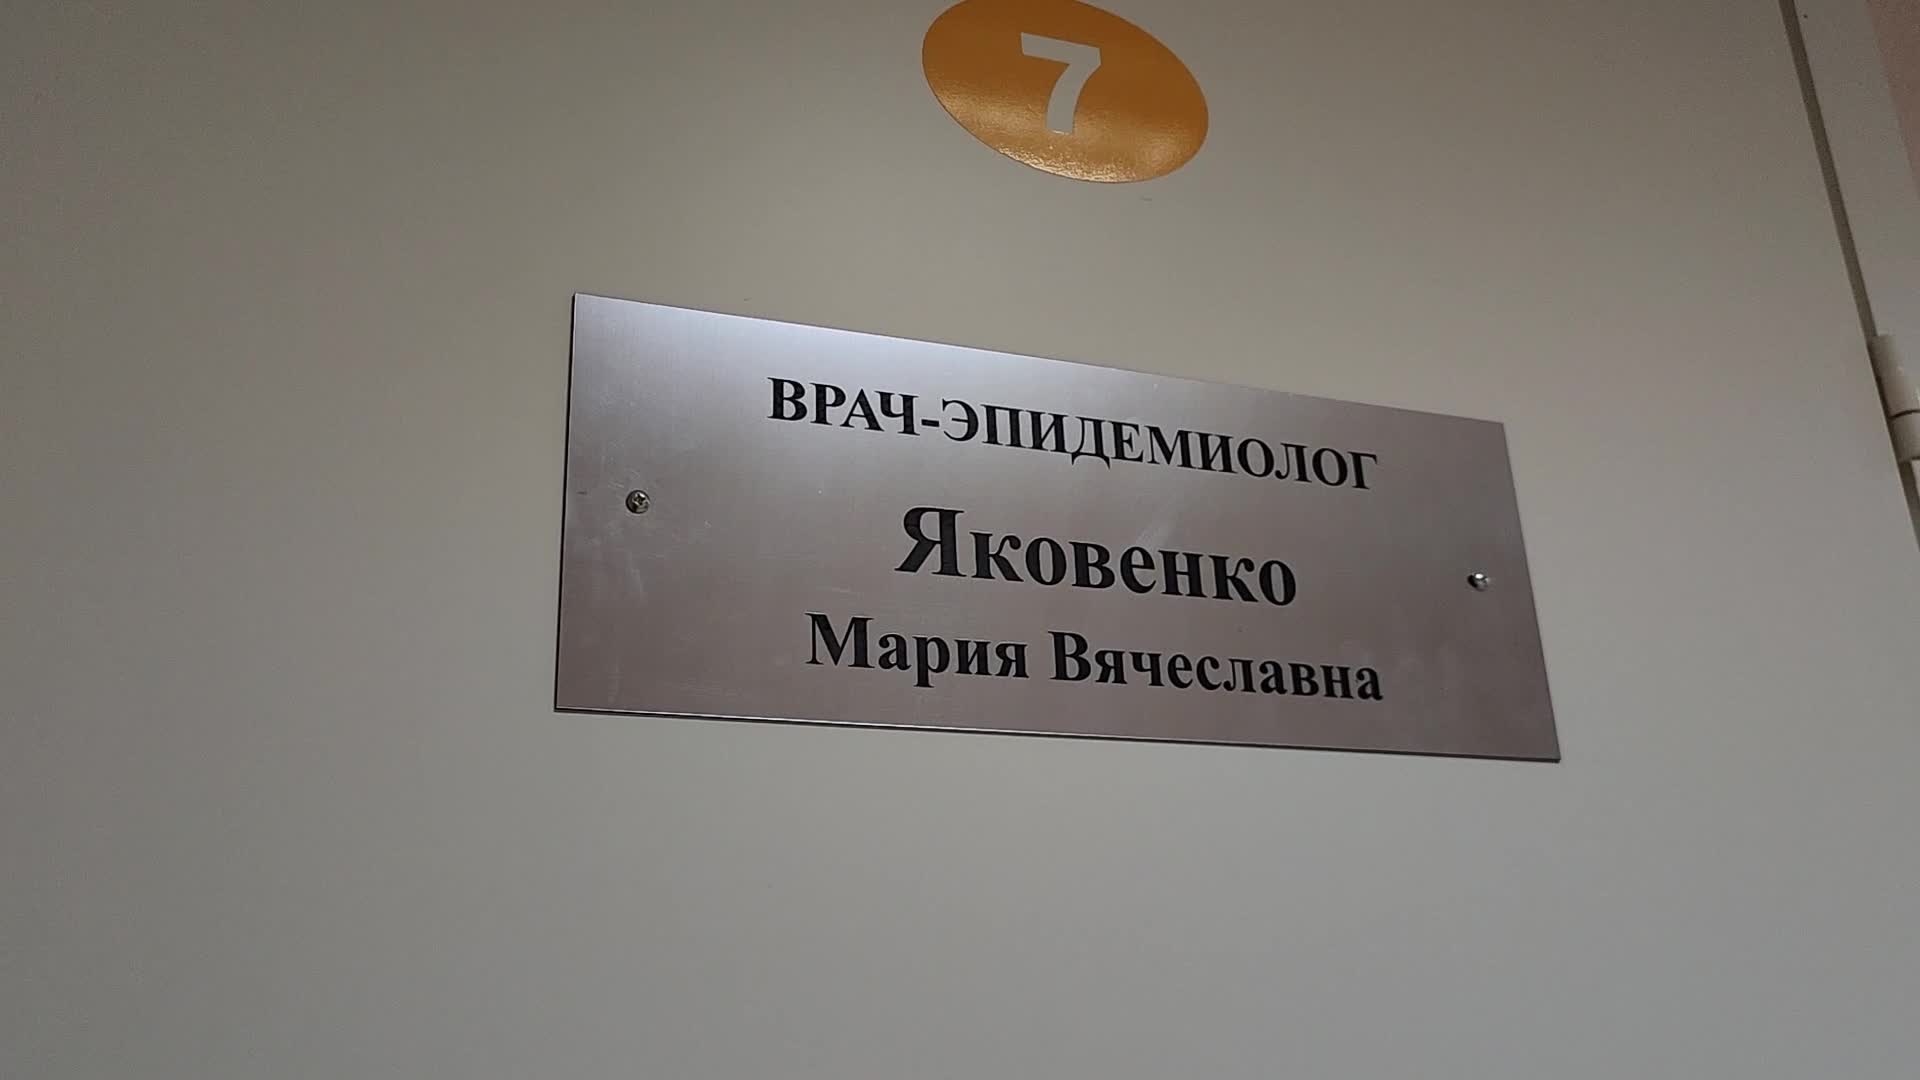 7
ВРАЧ-ЭПИДЕМИОЛОГ
Яковенко
Мария Вячеславна